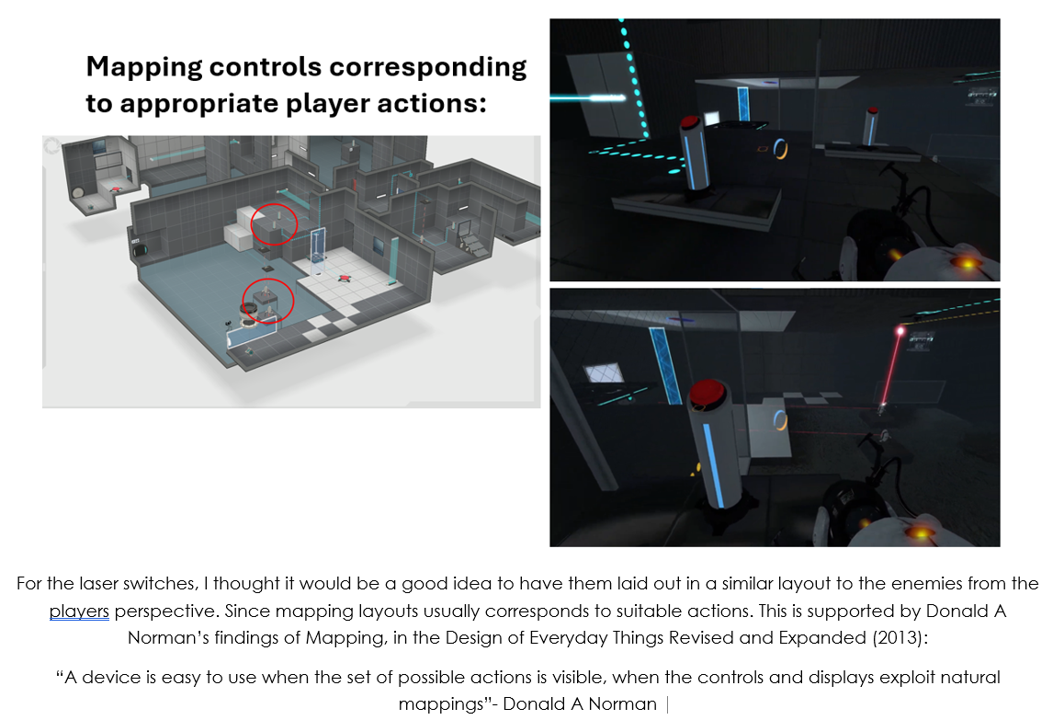 Mapping controls corresponding
to appropriate player actions:
For the laser switches, I thought it would be a good idea to have them laid out in a similar layout to the enemies from the
players perspective. Since mapping layouts usually corresponds to suitable actions. This is supported by Donald A
Norman’s findings of Mapping, in the Design of Everyday Things Revised and Expanded (2013):
“A device is easy to use when the set of possible actions is visible, when the controls and displays exploit natural
mappings”- Donald A Norman